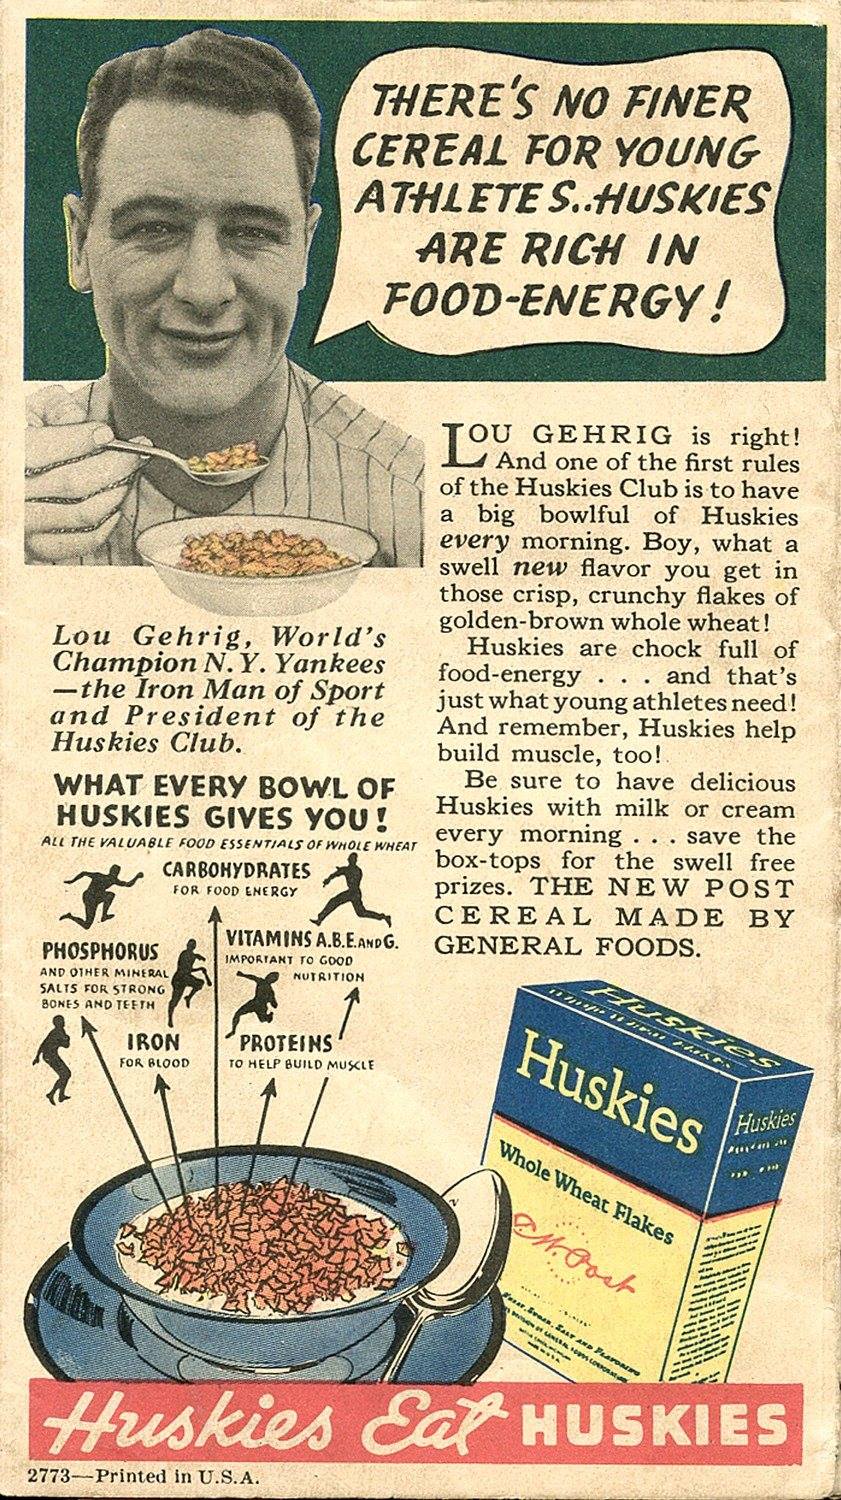 THERE'S NO FINER
CEREAL FOR YOUNG
ATHLETES..HUSKIES
ARE RICH IN
FOOD-ENERGY!
LOU GEHRIG is right!
And one of the first rules
of the Huskies Club is to have
a big bowlful of Huskies
every morning. Boy, what a
swell new flavor you get in
those crisp, crunchy flakes of
golden-brown whole wheat!
Huskies are chock full of
food-energy . . . and that's
just what young athletes need!
And remember, Huskies help
build muscle, too!
Be sure to have delicious
Huskies with milk or cream
every morning . . . save the
box-tops for the swell free
prizes. THE NEW POST
CEREAL MADE BY
GENERAL FOODS.
Lou Gehrig, World's
Champion N. Y. Yankees
—the Iron Man of Sport
and President of the
Huskies Club.
WHAT EVERY BOWL OF
HUSKIES GIVES YOU!
ALL THE VALUABLE FOOD ESSENTIALS OF WHOLE WHEAT
CARBOHYDRATES
FOR FOOD ENERGY
PHOSPHORUS
AND OTHER MINERAL
SALTS FOR STRONG
BONES AND TEETH
VITAMINS A.B.E. AND G.
IMPORTANT TO GOOD
NUTRITION
IRON
FOR BLOOD
PROTEINS
TO HELP BUILD MUSCLE
Huskies
Whole Wheat Flakes
Huskies
Huskies
Whole Wheat Flakes
C.W. Post
Wheat, Sugar, Salt and Flavoring
Huskies Eat HUSKIES
2773—Printed in U.S.A.